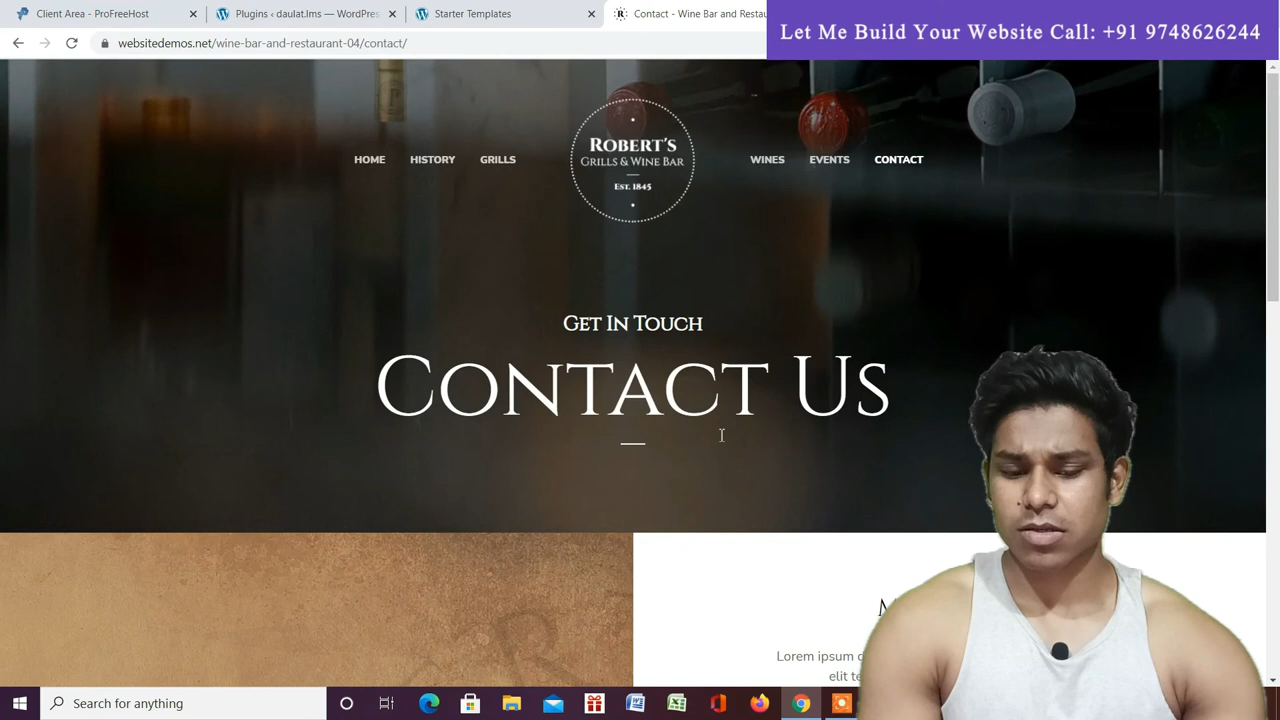 Client Area - ProFreeHost
Plugins ‹ daulat.lms — WordPres
Starter Templates
Contact - Wine Bar and Restaurant
Let Me Build Your Website Call: +91 9748626244
websitedemos.net/wine-bar-and-restaurant-04/contact/
HOME
HISTORY
GRILLS
ROBERT'S
GRILLS & WINE BAR
EST. 1845
WINES
EVENTS
CONTACT
GET IN TOUCH
CONTACT US
Lorem ipsum
elit
Search for anything